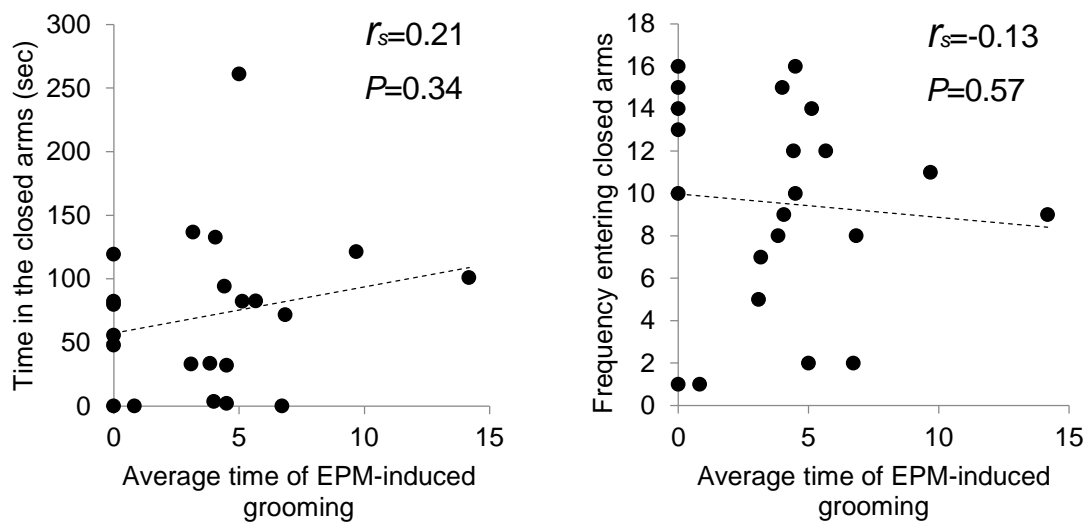 300
250
200
150
100
50
0
0 5 10 15
Time in the closed arms (sec)
Average time of EPM-induced
grooming
rs=0.21
P=0.34
18
16
14
12
10
8
6
4
2
0
0 5 10 15
Frequency entering closed arms
Average time of EPM-induced
grooming
rs=-0.13
P=0.57